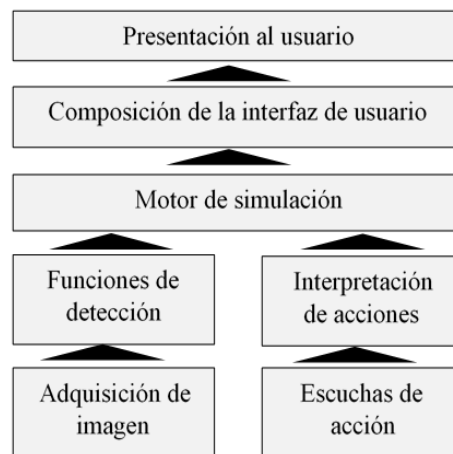 Presentación al usuario
Composición de la interfaz de usuario
Motor de simulación
Funciones de
detección
Interpretación
de acciones
Adquisición de
imagen
Escuchas de
acción